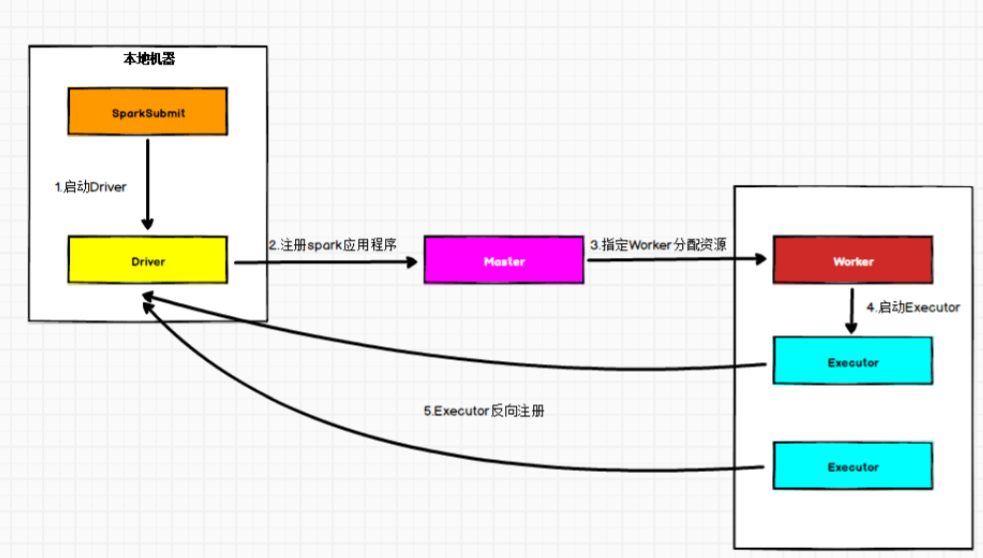 本地机器
SparkSubmit
1.启动Driver
Driver
2.注册spark应用程序
Master
3.指定Worker分配资源
Worker
4.启动Executor
Executor
5.Executor反向注册
Executor